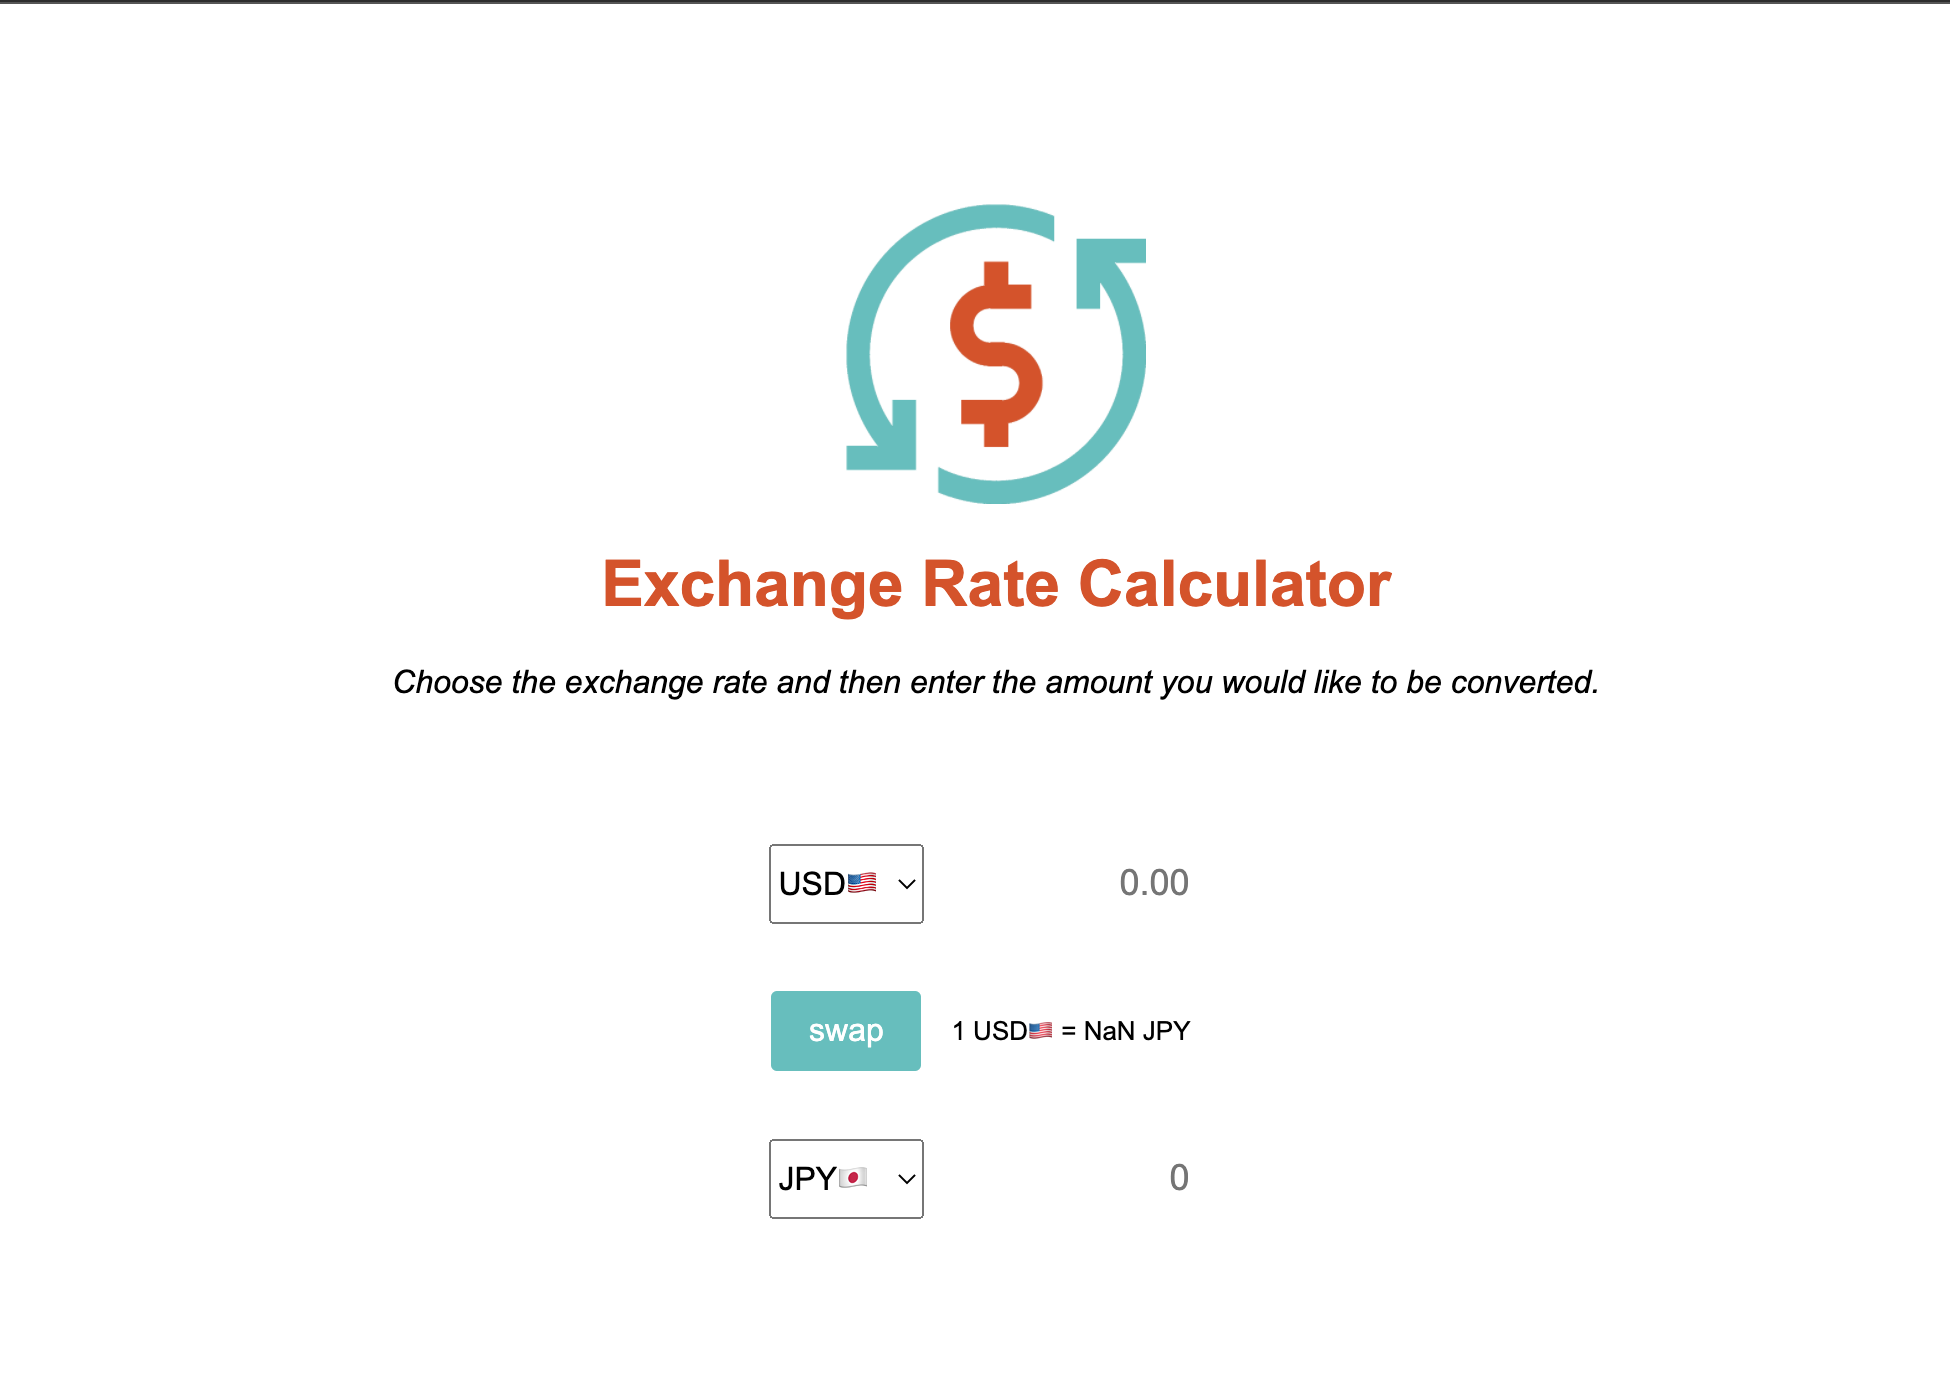 $
Exchange Rate Calculator
Choose the exchange rate and then enter the amount you would like to be converted.
USD🇺🇸 0.00
swap 1 USD🇺🇸 = NaN JPY
JPY🇯🇵 0